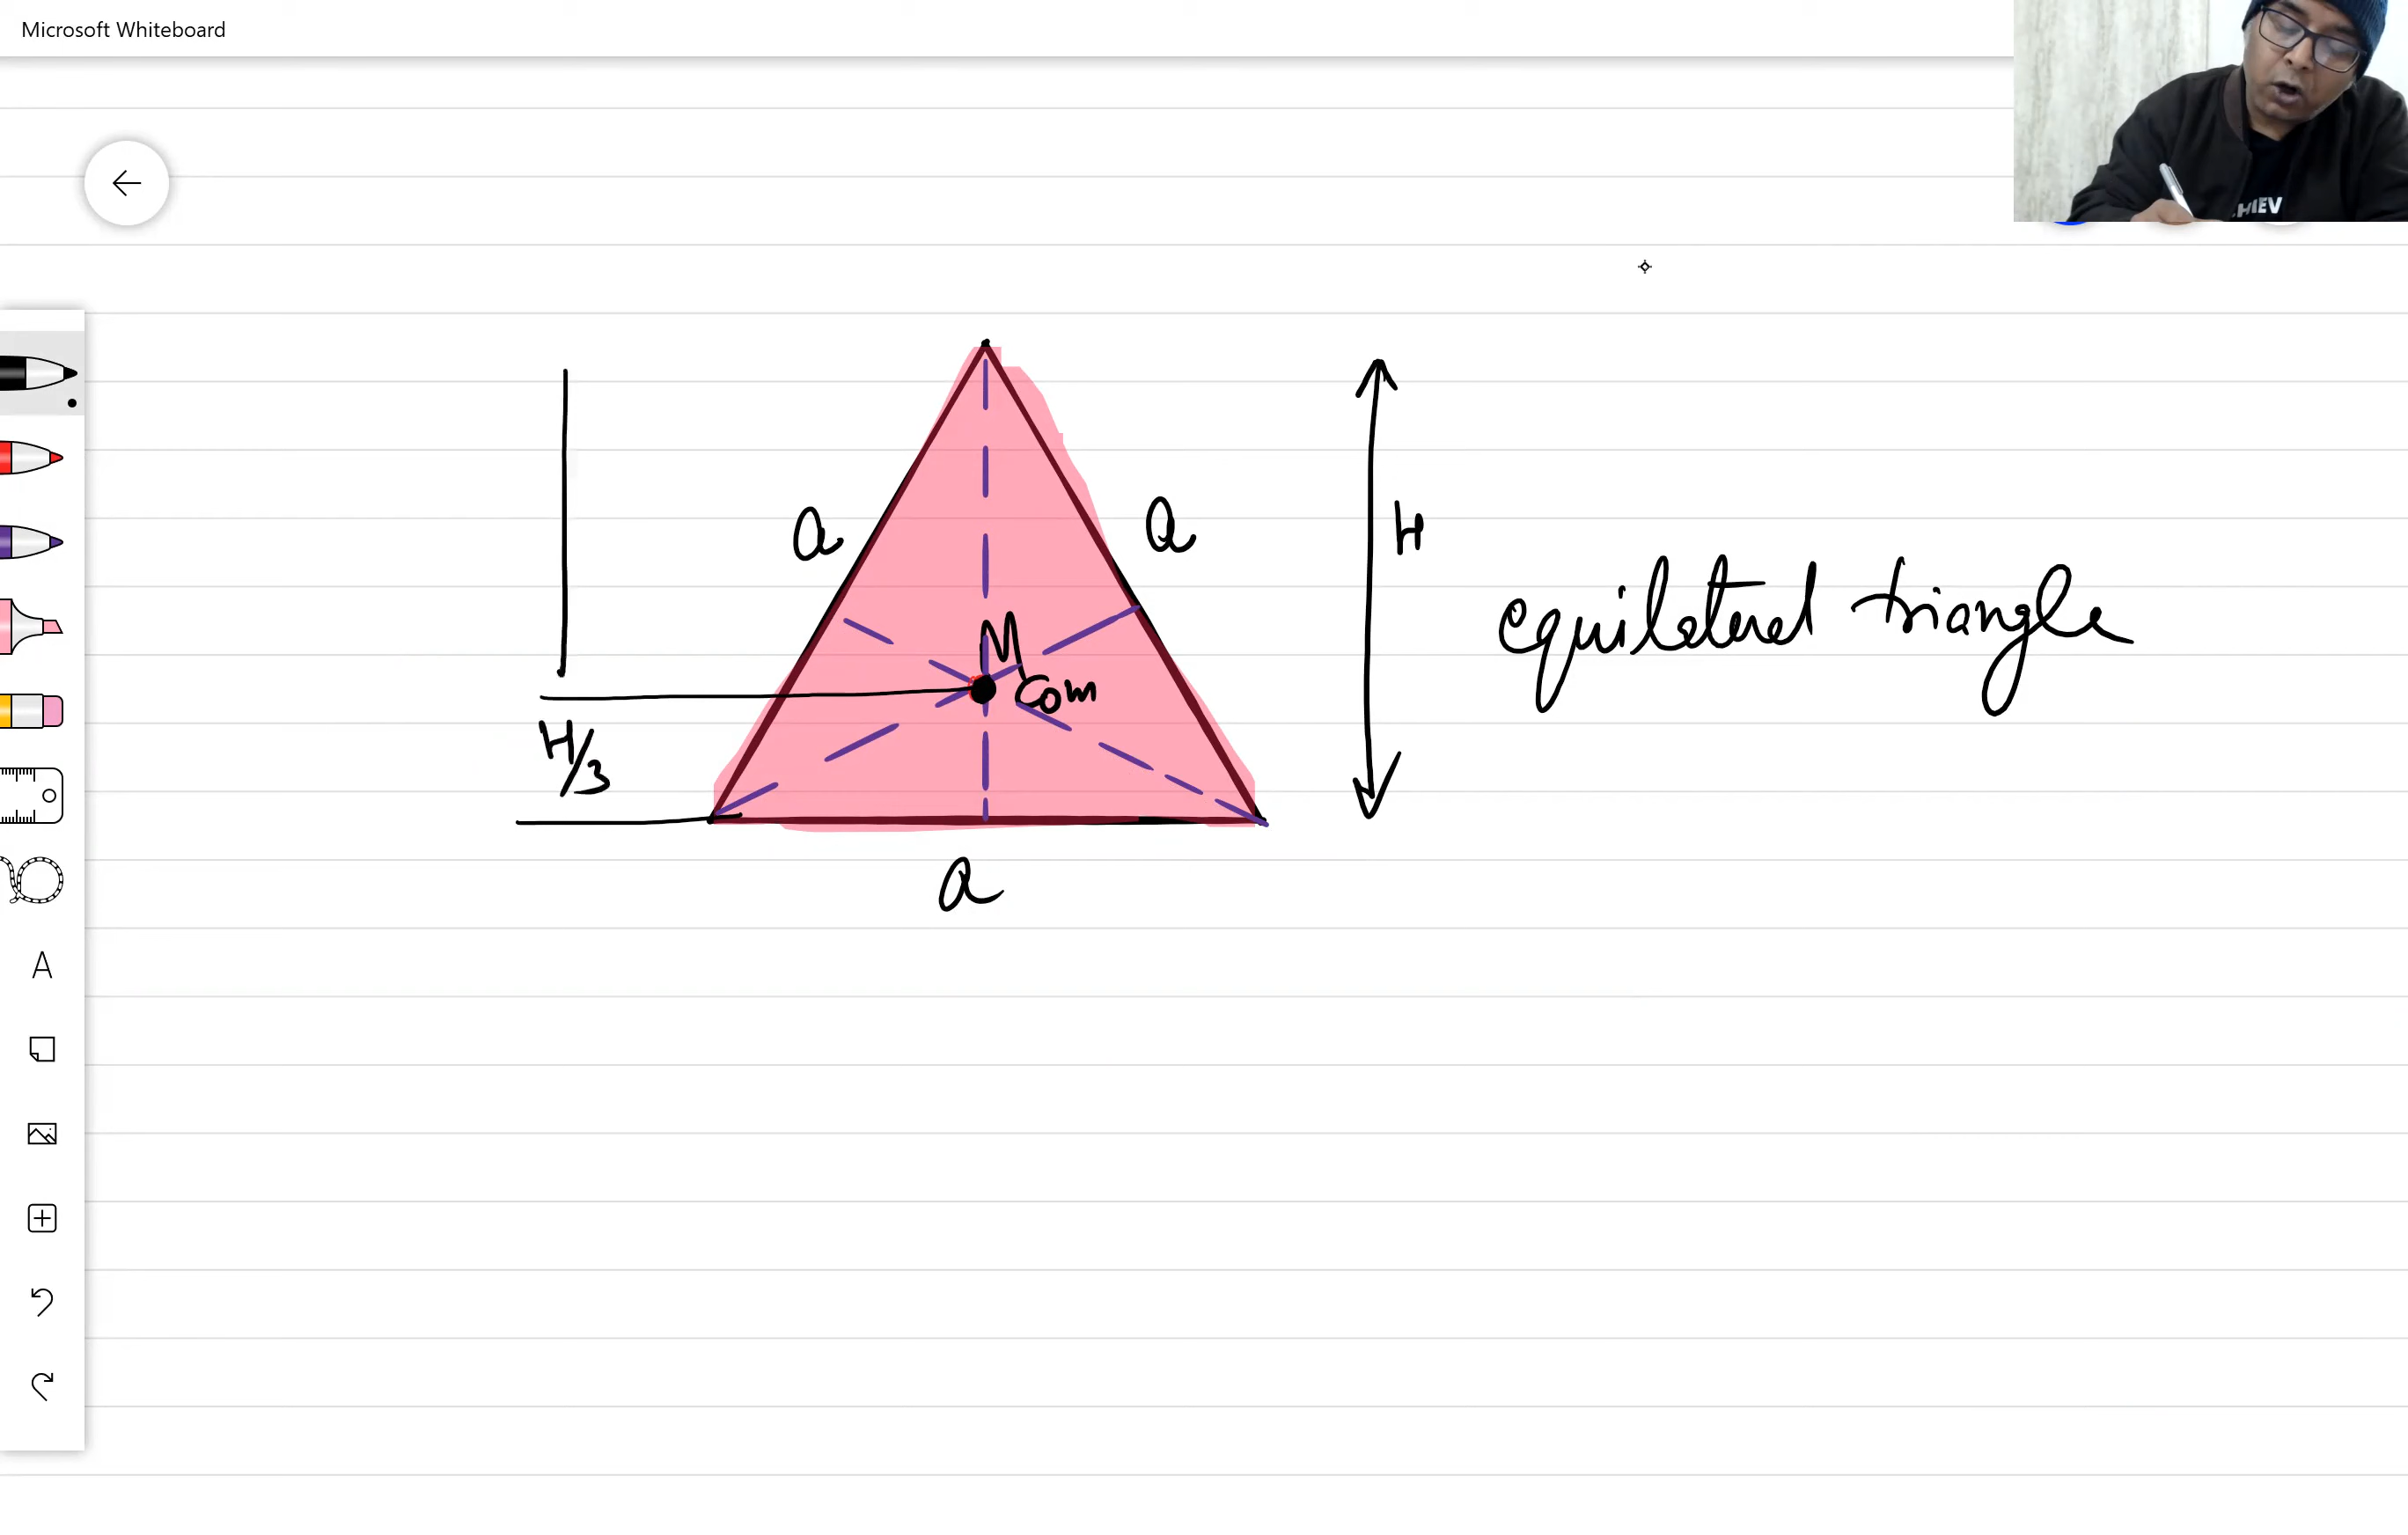 Microsoft Whiteboard
HIEV
a
a
H
equilateral triangle
M
Com
H/3
a
A